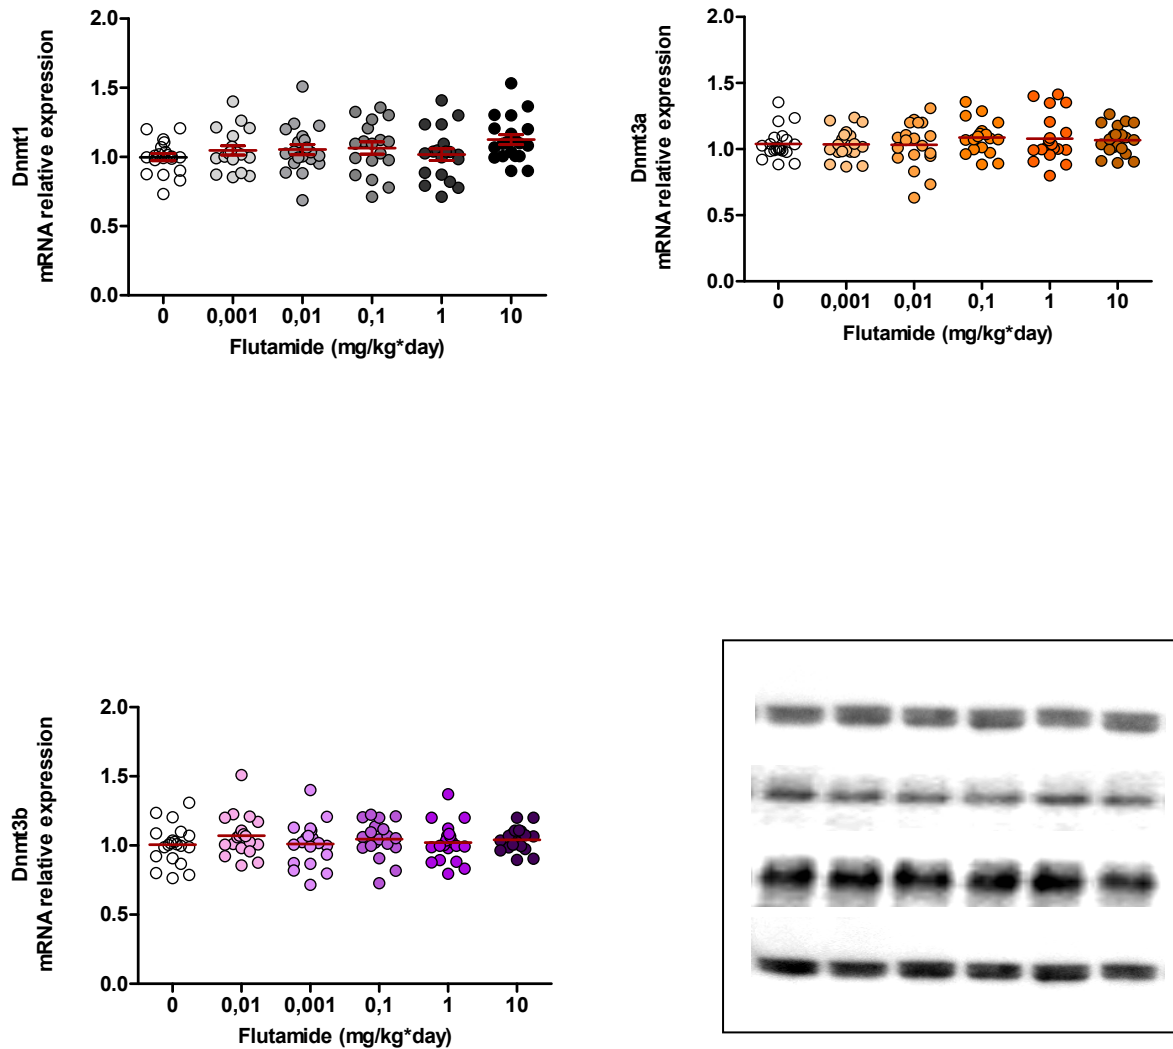 Dnmt1
mRNA relative expression
2.0
1.5
1.0
0.5
0.0
0 0,001 0,01 0,1 1 10
Flutamide (mg/kg*day)
Dnmt3a
mRNA relative expression
2.0
1.5
1.0
0.5
0.0
0 0,001 0,01 0,1 1 10
Flutamide (mg/kg*day)
Dnmt3b
mRNA relative expression
2.0
1.5
1.0
0.5
0.0
0 0,01 0,001 0,1 1 10
Flutamide (mg/kg*day)